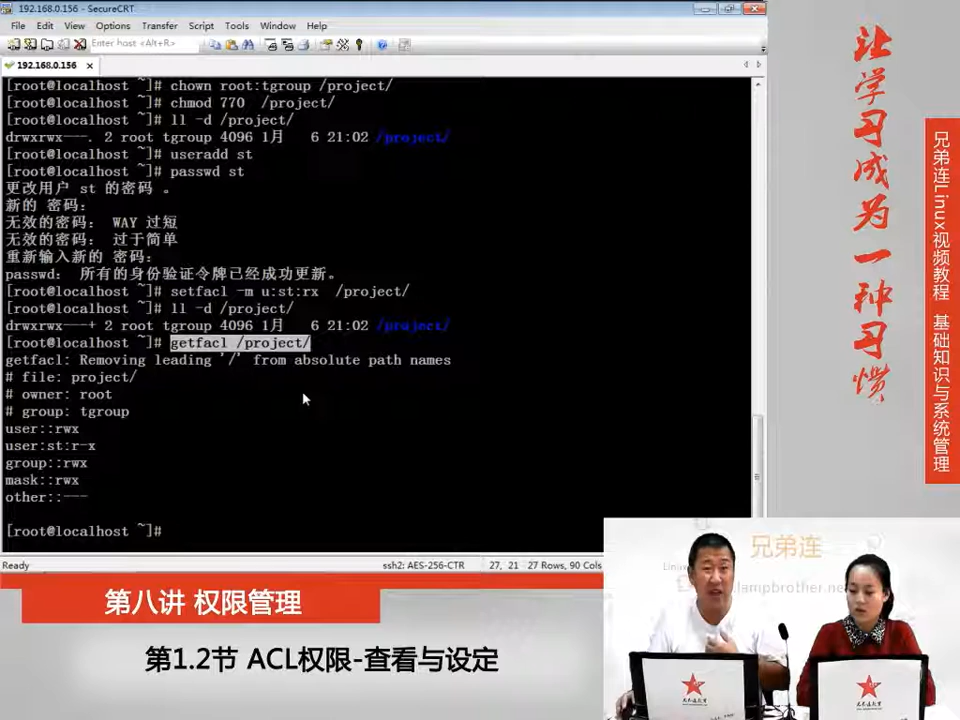 192.168.0.156 - SecureCRT
File Edit View Options Transfer Script Tools Window Help
Enter host <Alt+R>
192.168.0.156
[root@localhost ~]# chown root:tgroup /project/
[root@localhost ~]# chmod 770  /project/
[root@localhost ~]# ll -d /project/
drwxrwx---. 2 root tgroup 4096 1月   6 21:02 /project/
[root@localhost ~]# useradd st
[root@localhost ~]# passwd st
更改用户 st 的密码 。
新的 密码：
无效的密码： WAY 过短
无效的密码： 过于简单
重新输入新的 密码：
passwd： 所有的身份验证令牌已经成功更新。
[root@localhost ~]# setfacl -m u:st:rx  /project/
[root@localhost ~]# ll -d /project/
drwxrwx---+ 2 root tgroup 4096 1月   6 21:02 /project/
[root@localhost ~]# getfacl /project/
getfacl: Removing leading '/' from absolute path names
# file: project/
# owner: root
# group: tgroup
user::rwx
user:st:r-x
group::rwx
mask::rwx
other::---
[root@localhost ~]#
Ready ssh2: AES-256-CTR 27, 21 27 Rows, 90 Cols
让学习成为一种习惯
兄弟连Linux视频教程 基础知识与系统管理
兄弟连
lampbrother.ne
第八讲 权限管理
第1.2节 ACL权限-查看与设定